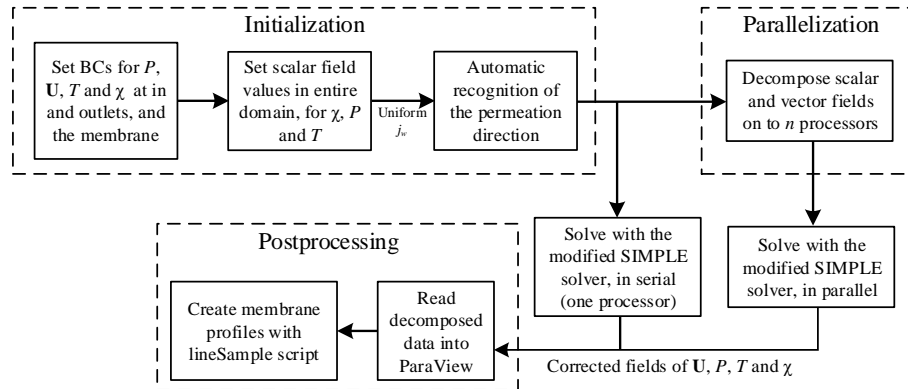 Initialization
Parallelization
Set BCs for P,
U, T and χ at in
and outlets, and
the membrane
Set scalar field
values in entire
domain, for χ, P
and T
Uniform
j_w
Automatic
recognition of
the permeation
direction
Decompose scalar
and vector fields
on to n processors
Solve with the
modified SIMPLE
solver, in serial
(one processor)
Solve with the
modified SIMPLE
solver, in parallel
Postprocessing
Create membrane
profiles with
lineSample script
Read
decomposed
data into
ParaView
Corrected fields of U, P, T and χ